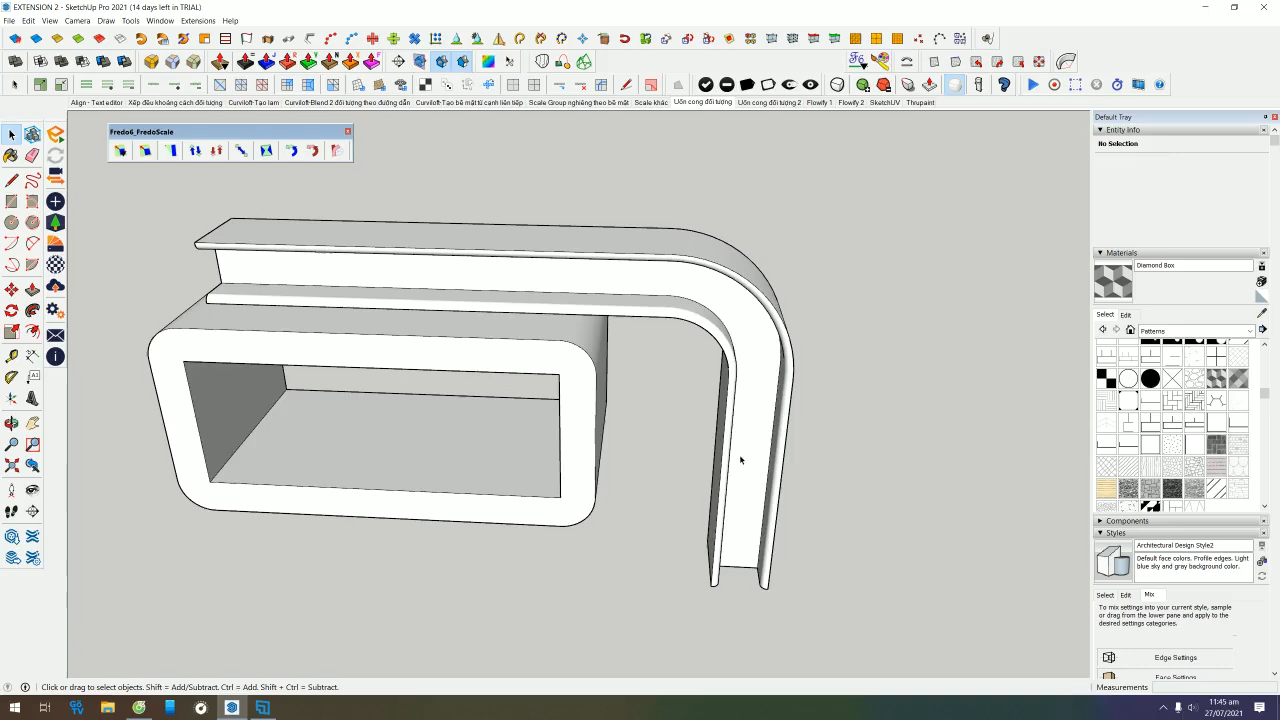 EXTENSION 2 - SketchUp Pro 2021 (14 days left in TRIAL)
File Edit View Camera Draw Tools Window Extensions Help
Align - Text editor Xếp đều khoảng cách đối tượng Curviloft-Tạo lam Curviloft-Blend 2 đối tượng theo đường dẫn Curviloft-Tạo bề mặt từ cạnh liên tiếp Scale Group nghiêng theo bề mặt Scale khác Uốn cong đối tượng Uốn cong đối tượng 2 Flowify 1 Flowify 2 SketchUV Thrupaint
Fredo6_FredoScale
Default Tray
Entity Info
No Selection
Materials
Diamond Box
Select Edit
Patterns
Components
Styles
Architectural Design Style2
Default face colors. Profile edges. Light
blue sky and gray background color.
Select Edit Mix
To mix settings into your current style, sample
or drag from the lower pane and apply to the
desired settings categories.
Edge Settings
Face Settings
Click or drag to select objects. Shift = Add/Subtract. Ctrl = Add. Shift + Ctrl = Subtract.
Measurements
11:45 am
27/07/2021